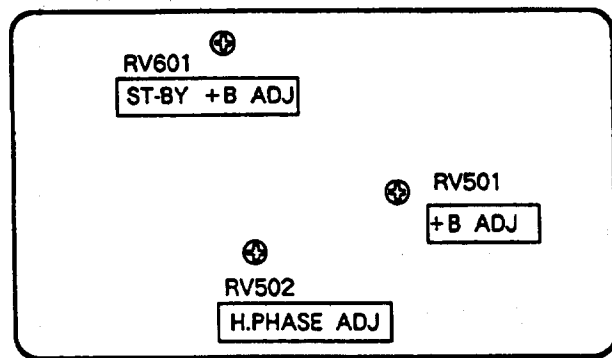 RV601
ST-BY +B ADJ
RV501
+B ADJ
RV502
H.PHASE ADJ